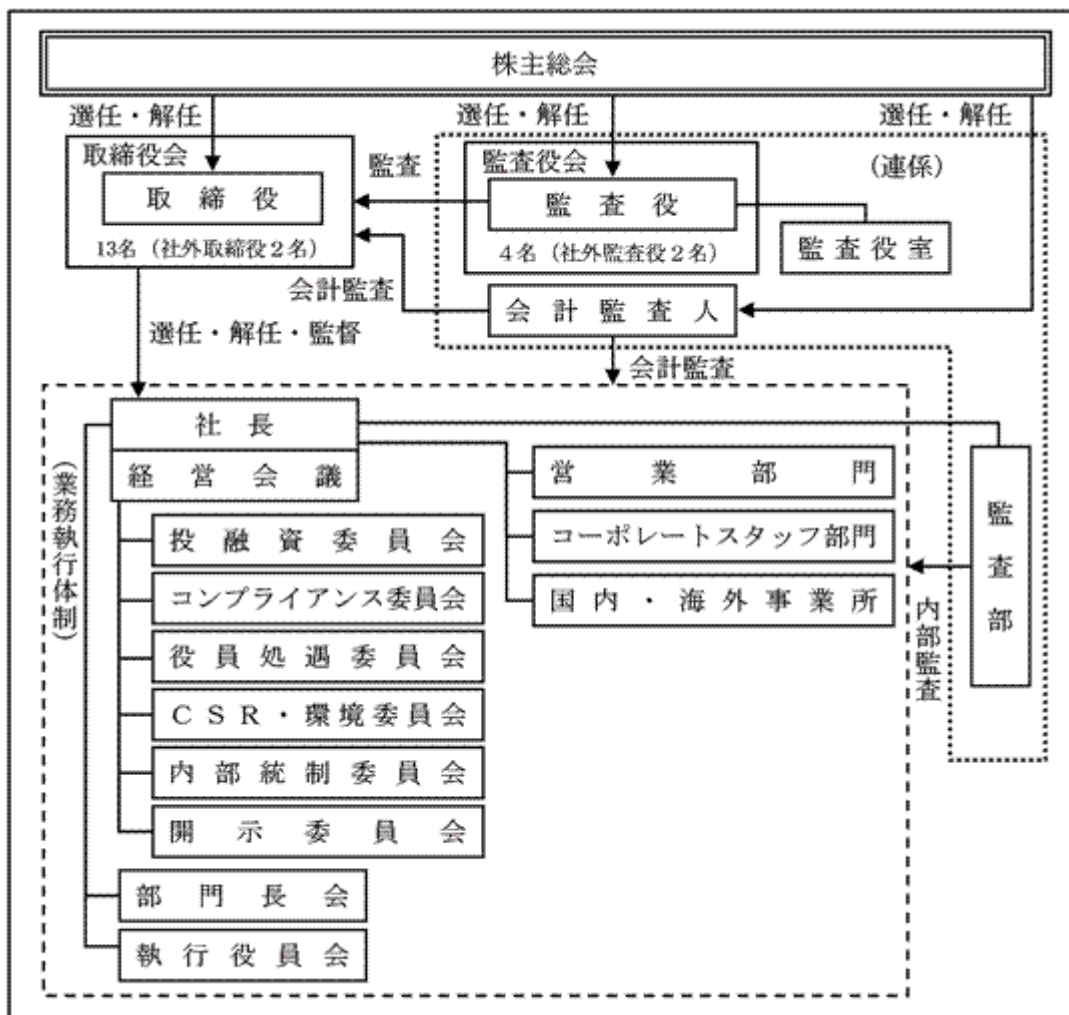 株主総会
選任・解任
選任・解任
選任・解任
取締役会
取締役
13名（社外取締役２名）
監査
監査役会
監査役
４名（社外監査役２名）
（連係）
監査役室
会計監査
会計監査人
選任・解任・監督
会計監査
（業務執行体制）
社長
経営会議
投融資委員会
コンプライアンス委員会
役員処遇委員会
ＣＳＲ・環境委員会
内部統制委員会
開示委員会
部門長会
執行役員会
営業部門
コーポレートスタッフ部門
国内・海外事業所
内部監査
監査部